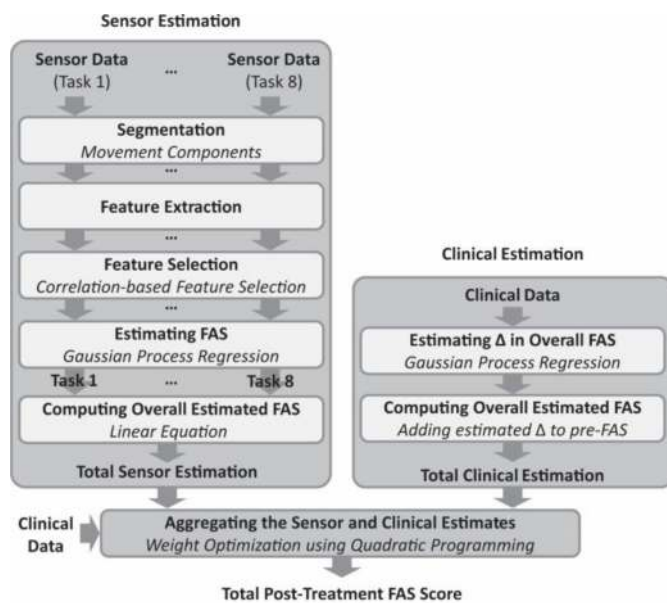 Sensor Estimation
Sensor Data ... Sensor Data
(Task 1) (Task 8)
Segmentation
Movement Components
...
Feature Extraction
...
Feature Selection
Correlation-based Feature Selection
...
Estimating FAS
Gaussian Process Regression
Task 1 ... Task 8
Computing Overall Estimated FAS
Linear Equation
Total Sensor Estimation
Clinical Estimation
Clinical Data
Estimating Δ in Overall FAS
Gaussian Process Regression
Computing Overall Estimated FAS
Adding estimated Δ to pre-FAS
Total Clinical Estimation
Clinical
Data
Aggregating the Sensor and Clinical Estimates
Weight Optimization using Quadratic Programming
Total Post-Treatment FAS Score